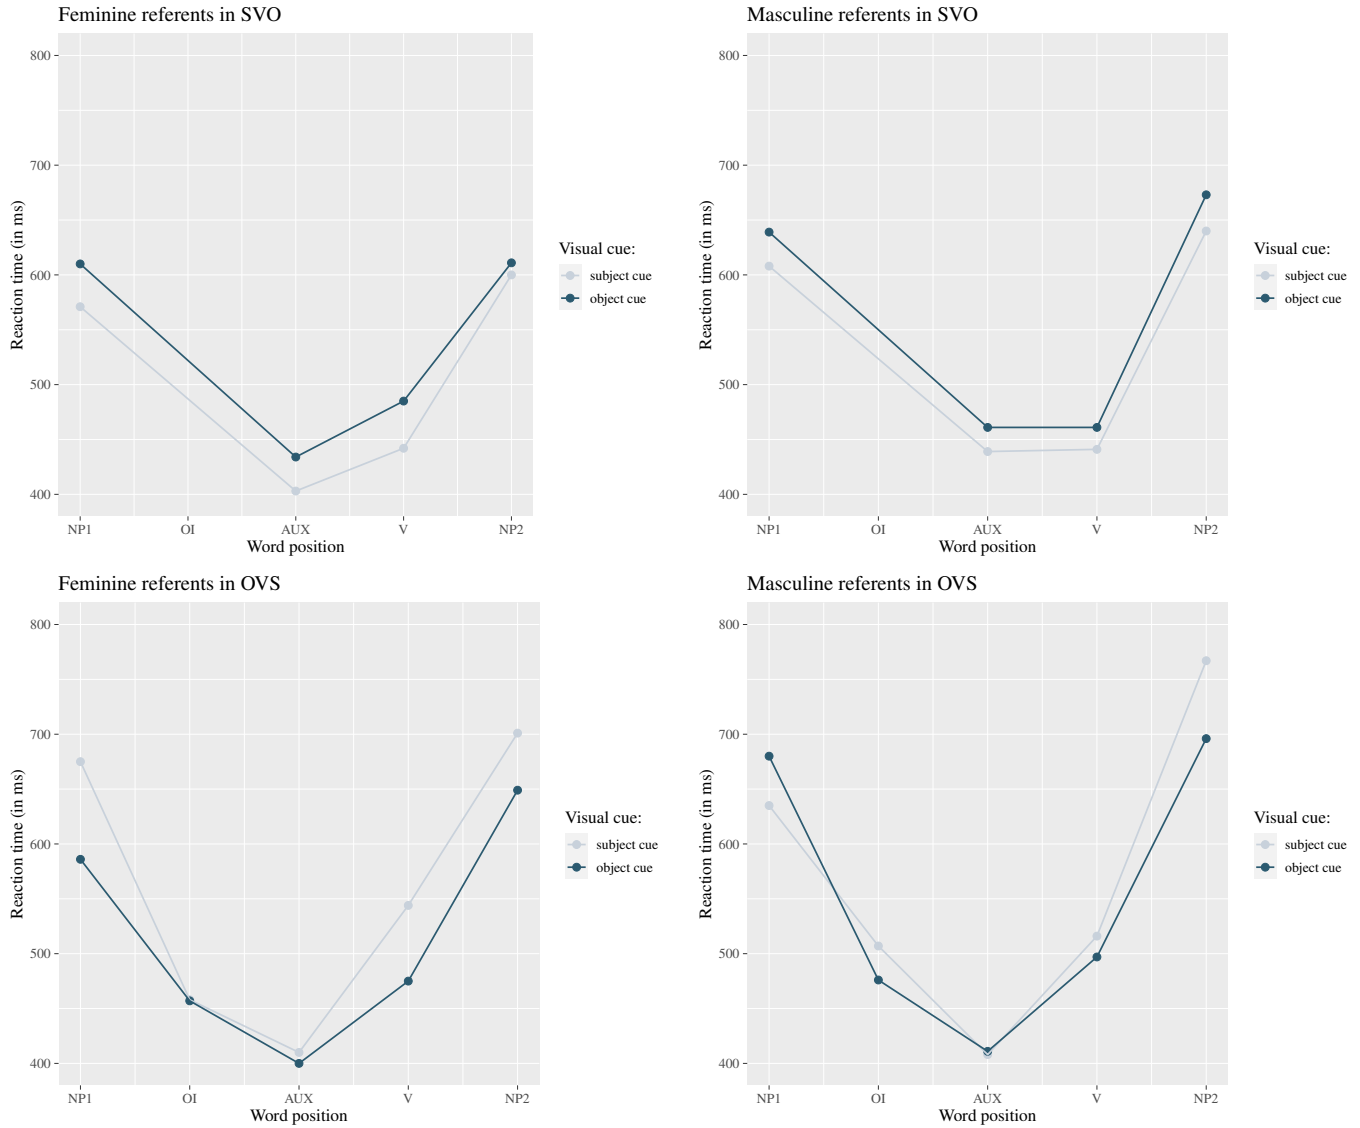 Feminine referents in SVO
800
700
600
500
400
Reaction time (in ms)
NP1 OI AUX V NP2
Word position
Visual cue:
subject cue
object cue
Masculine referents in SVO
800
700
600
500
400
Reaction time (in ms)
NP1 OI AUX V NP2
Word position
Visual cue:
subject cue
object cue
Feminine referents in OVS
800
700
600
500
400
Reaction time (in ms)
NP1 OI AUX V NP2
Word position
Visual cue:
subject cue
object cue
Masculine referents in OVS
800
700
600
500
400
Reaction time (in ms)
NP1 OI AUX V NP2
Word position
Visual cue:
subject cue
object cue